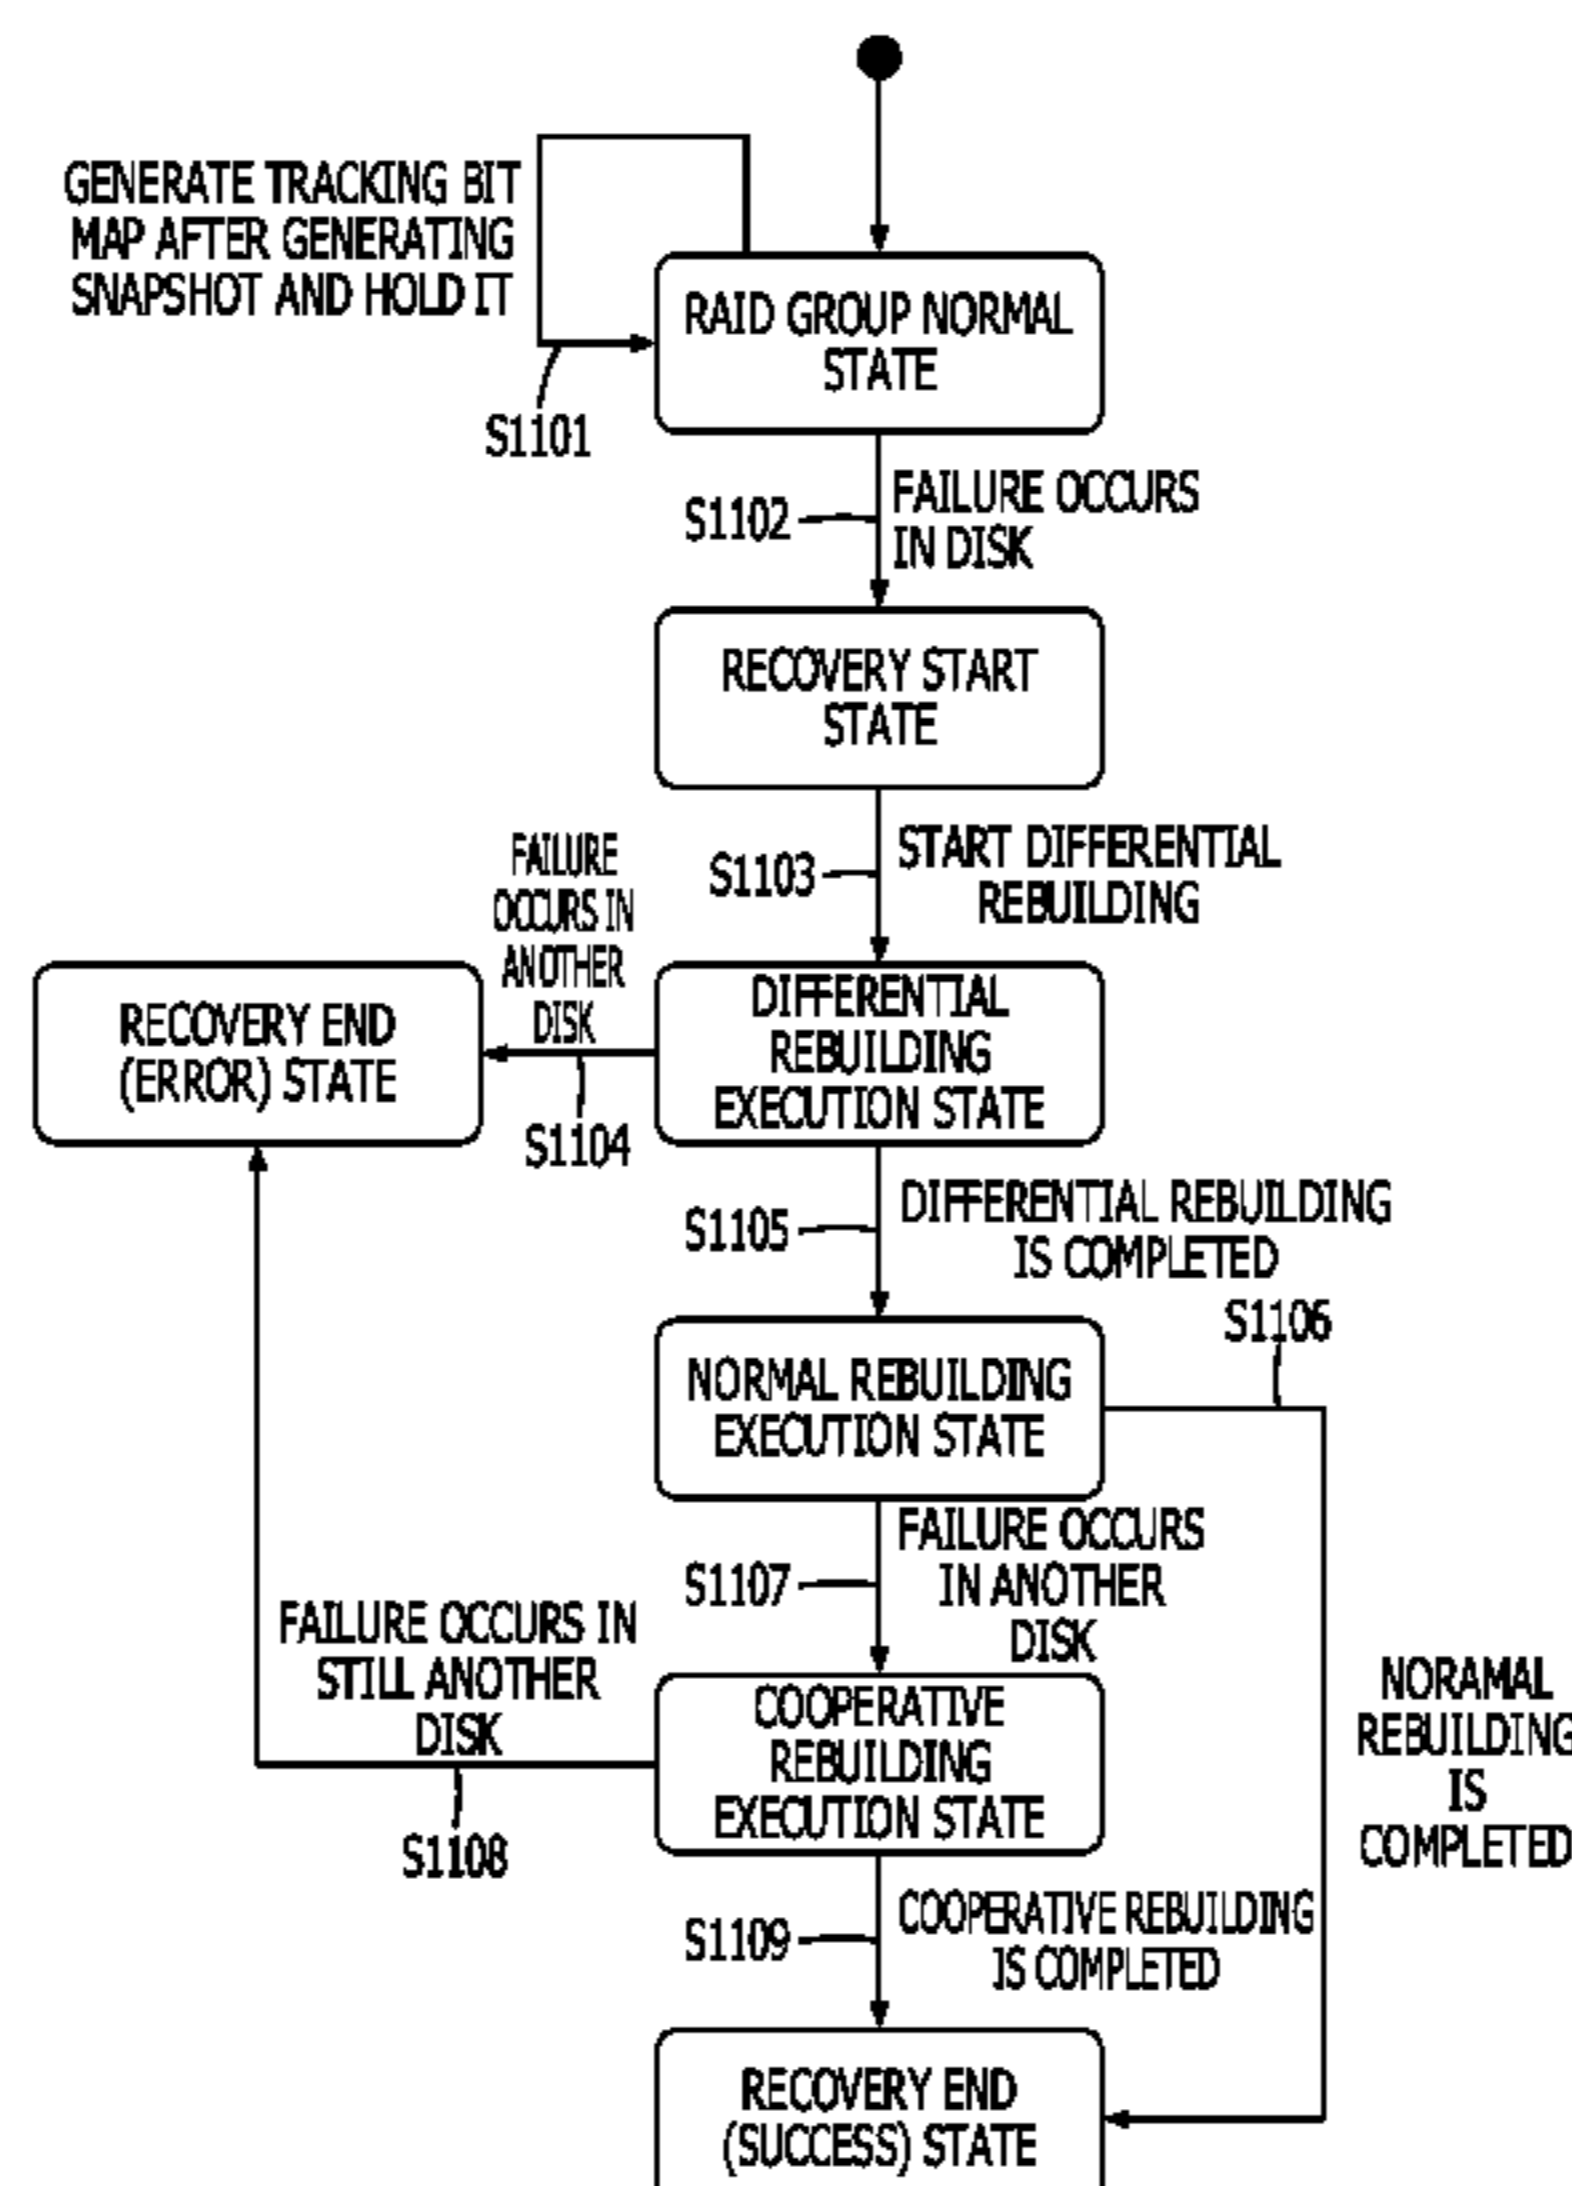 GENERATE TRACKING BIT
MAP AFTER GENERATING
SNAPSHOT AND HOLD IT
RAID GROUP NORMAL
STATE
S1101
S1102
FAILURE OCCURS
IN DISK
RECOVERY START
STATE
S1103
START DIFFERENTIAL
REBUILDING
FAILURE
OCCURS IN
ANOTHER
DISK
RECOVERY END
(ERROR) STATE
DIFFERENTIAL
REBUILDING
EXECUTION STATE
S1104
S1105
DIFFERENTIAL REBUILDING
IS COMPLETED
S1106
NORMAL REBUILDING
EXECUTION STATE
S1107
FAILURE OCCURS
IN ANOTHER
DISK
FAILURE OCCURS IN
STILL ANOTHER
DISK
NORAMAL
REBUILDING
IS
COMPLETED
COOPERATIVE
REBUILDING
EXECUTION STATE
S1108
S1109
COOPERATIVE REBUILDING
IS COMPLETED
RECOVERY END
(SUCCESS) STATE